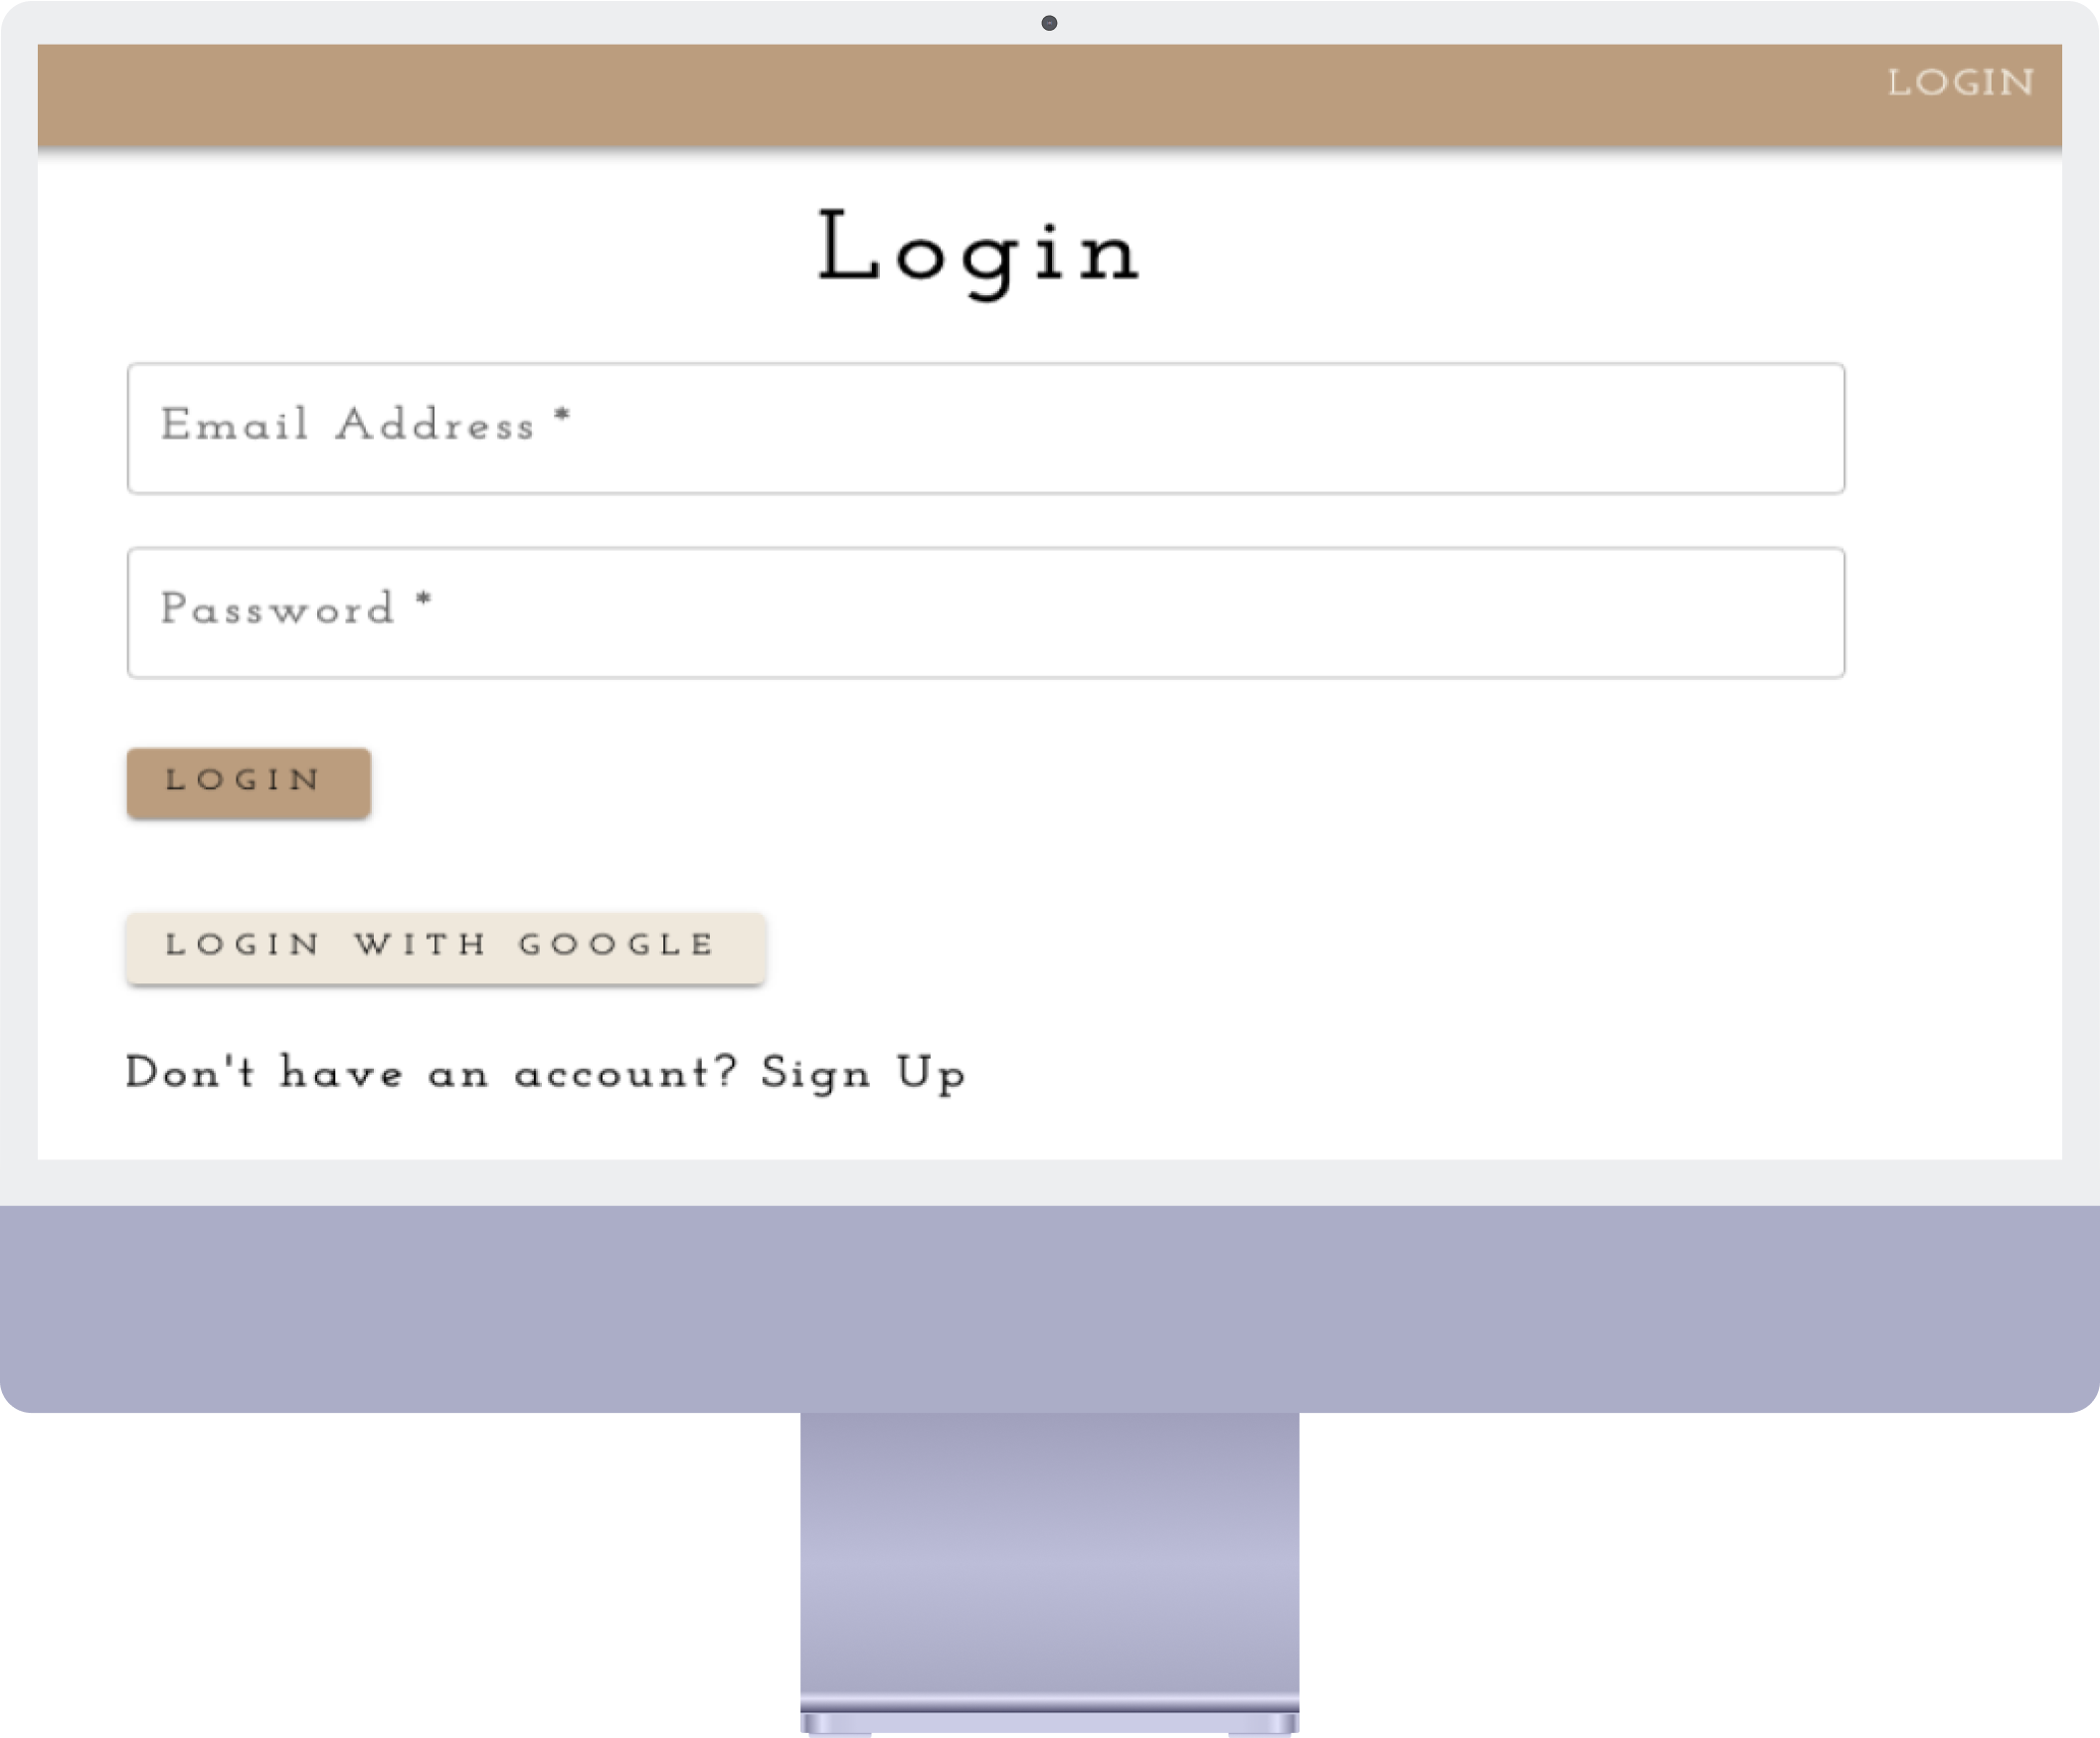 LOGIN
Login
Email Address *
Password *
LOGIN
LOGIN WITH GOOGLE
Don't have an account? Sign Up